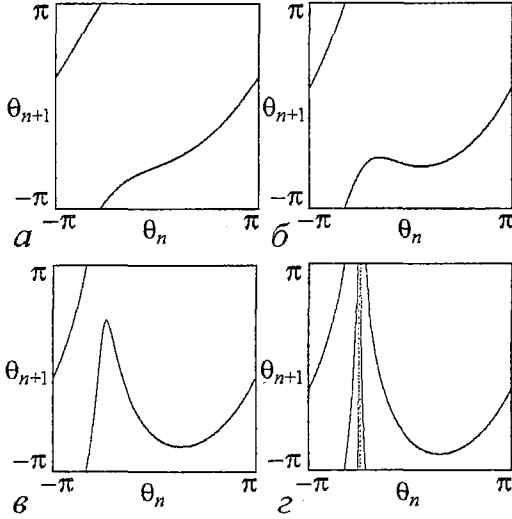 π π
θn+1 θn+1
−π −π
−π π −π π
а θn б θn
π π
θn+1 θn+1
−π −π
−π π −π π
в θn г θn